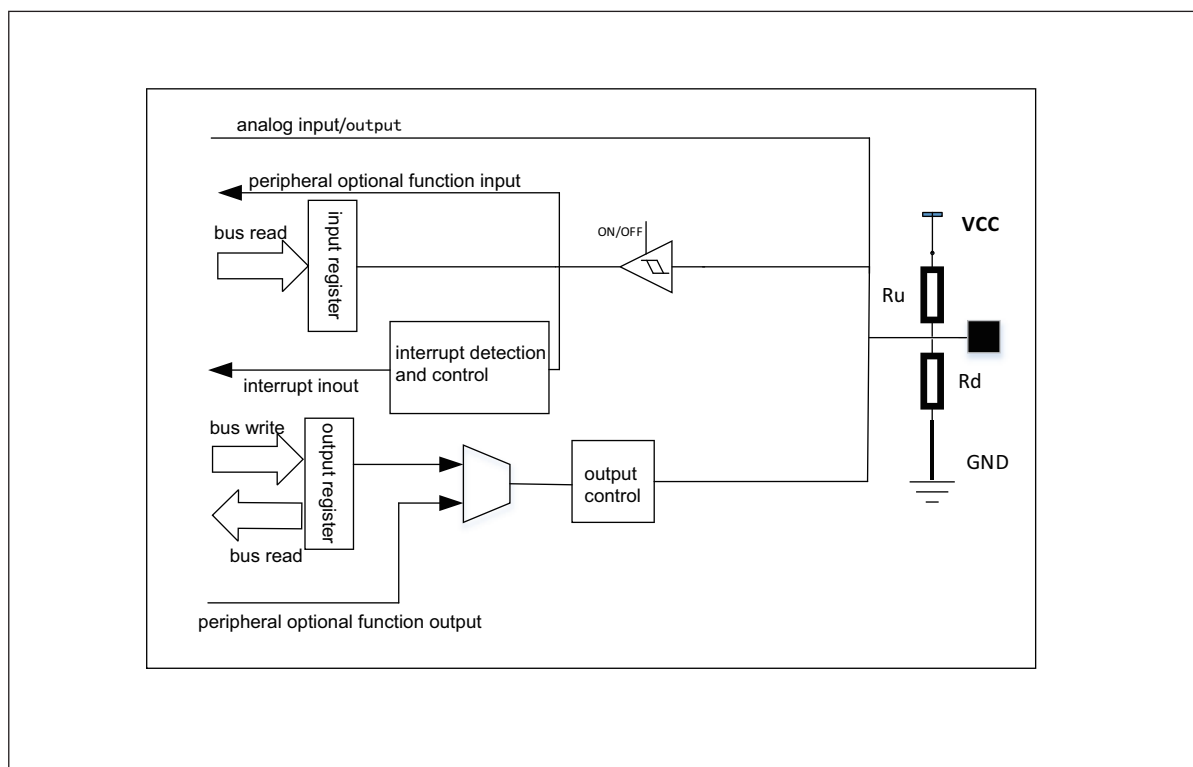 analog input/output
peripheral optional function input
bus read
input register
ON/OFF
VCC
Ru
interrupt detection
and control
interrupt inout
Rd
bus write
output register
output
control
GND
bus read
peripheral optional function output